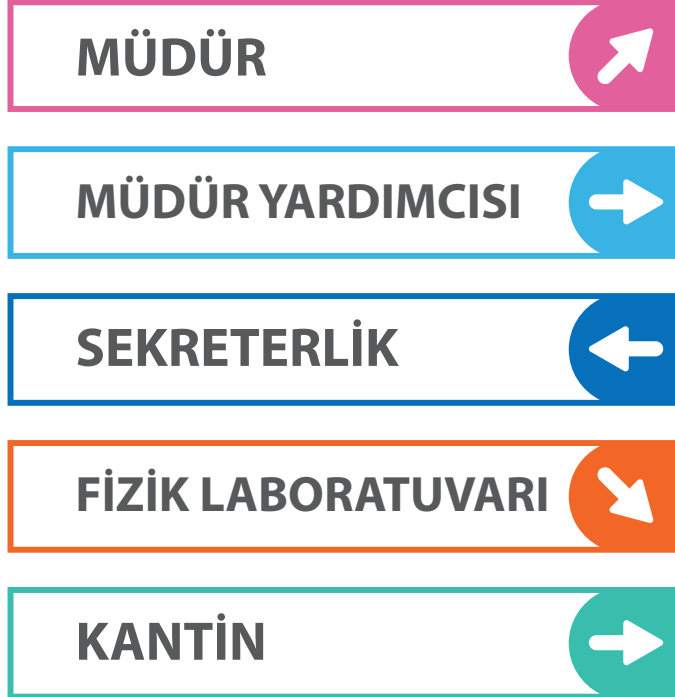 MÜDÜR
MÜDÜR YARDIMCISI
SEKRETERLİK
FİZİK LABORATUVARI
KANTİN